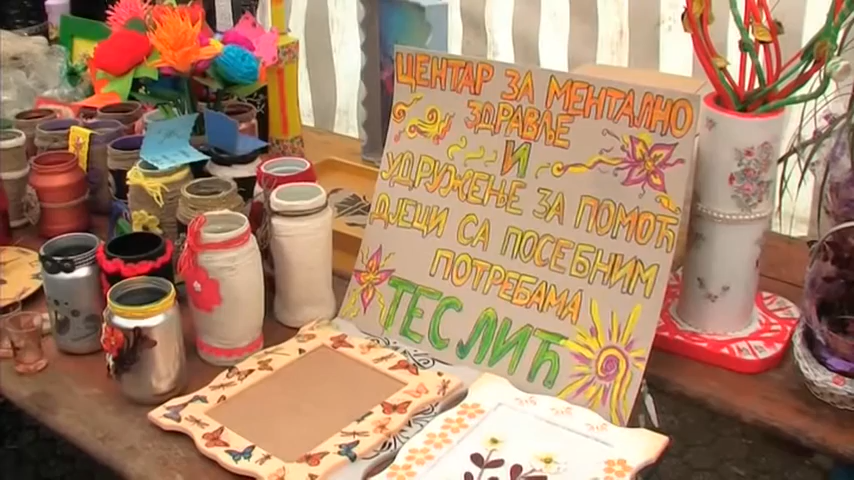 ЦЕНТАР ЗА МЕНТАЛНО
ЗДРАВЉЕ
И
УДРУЖЕЊЕ ЗА ПОМОЋ
ДЈЕЦИ СА ПОСЕБНИМ
ПОТРЕБАМА
ТЕСЛИЋ